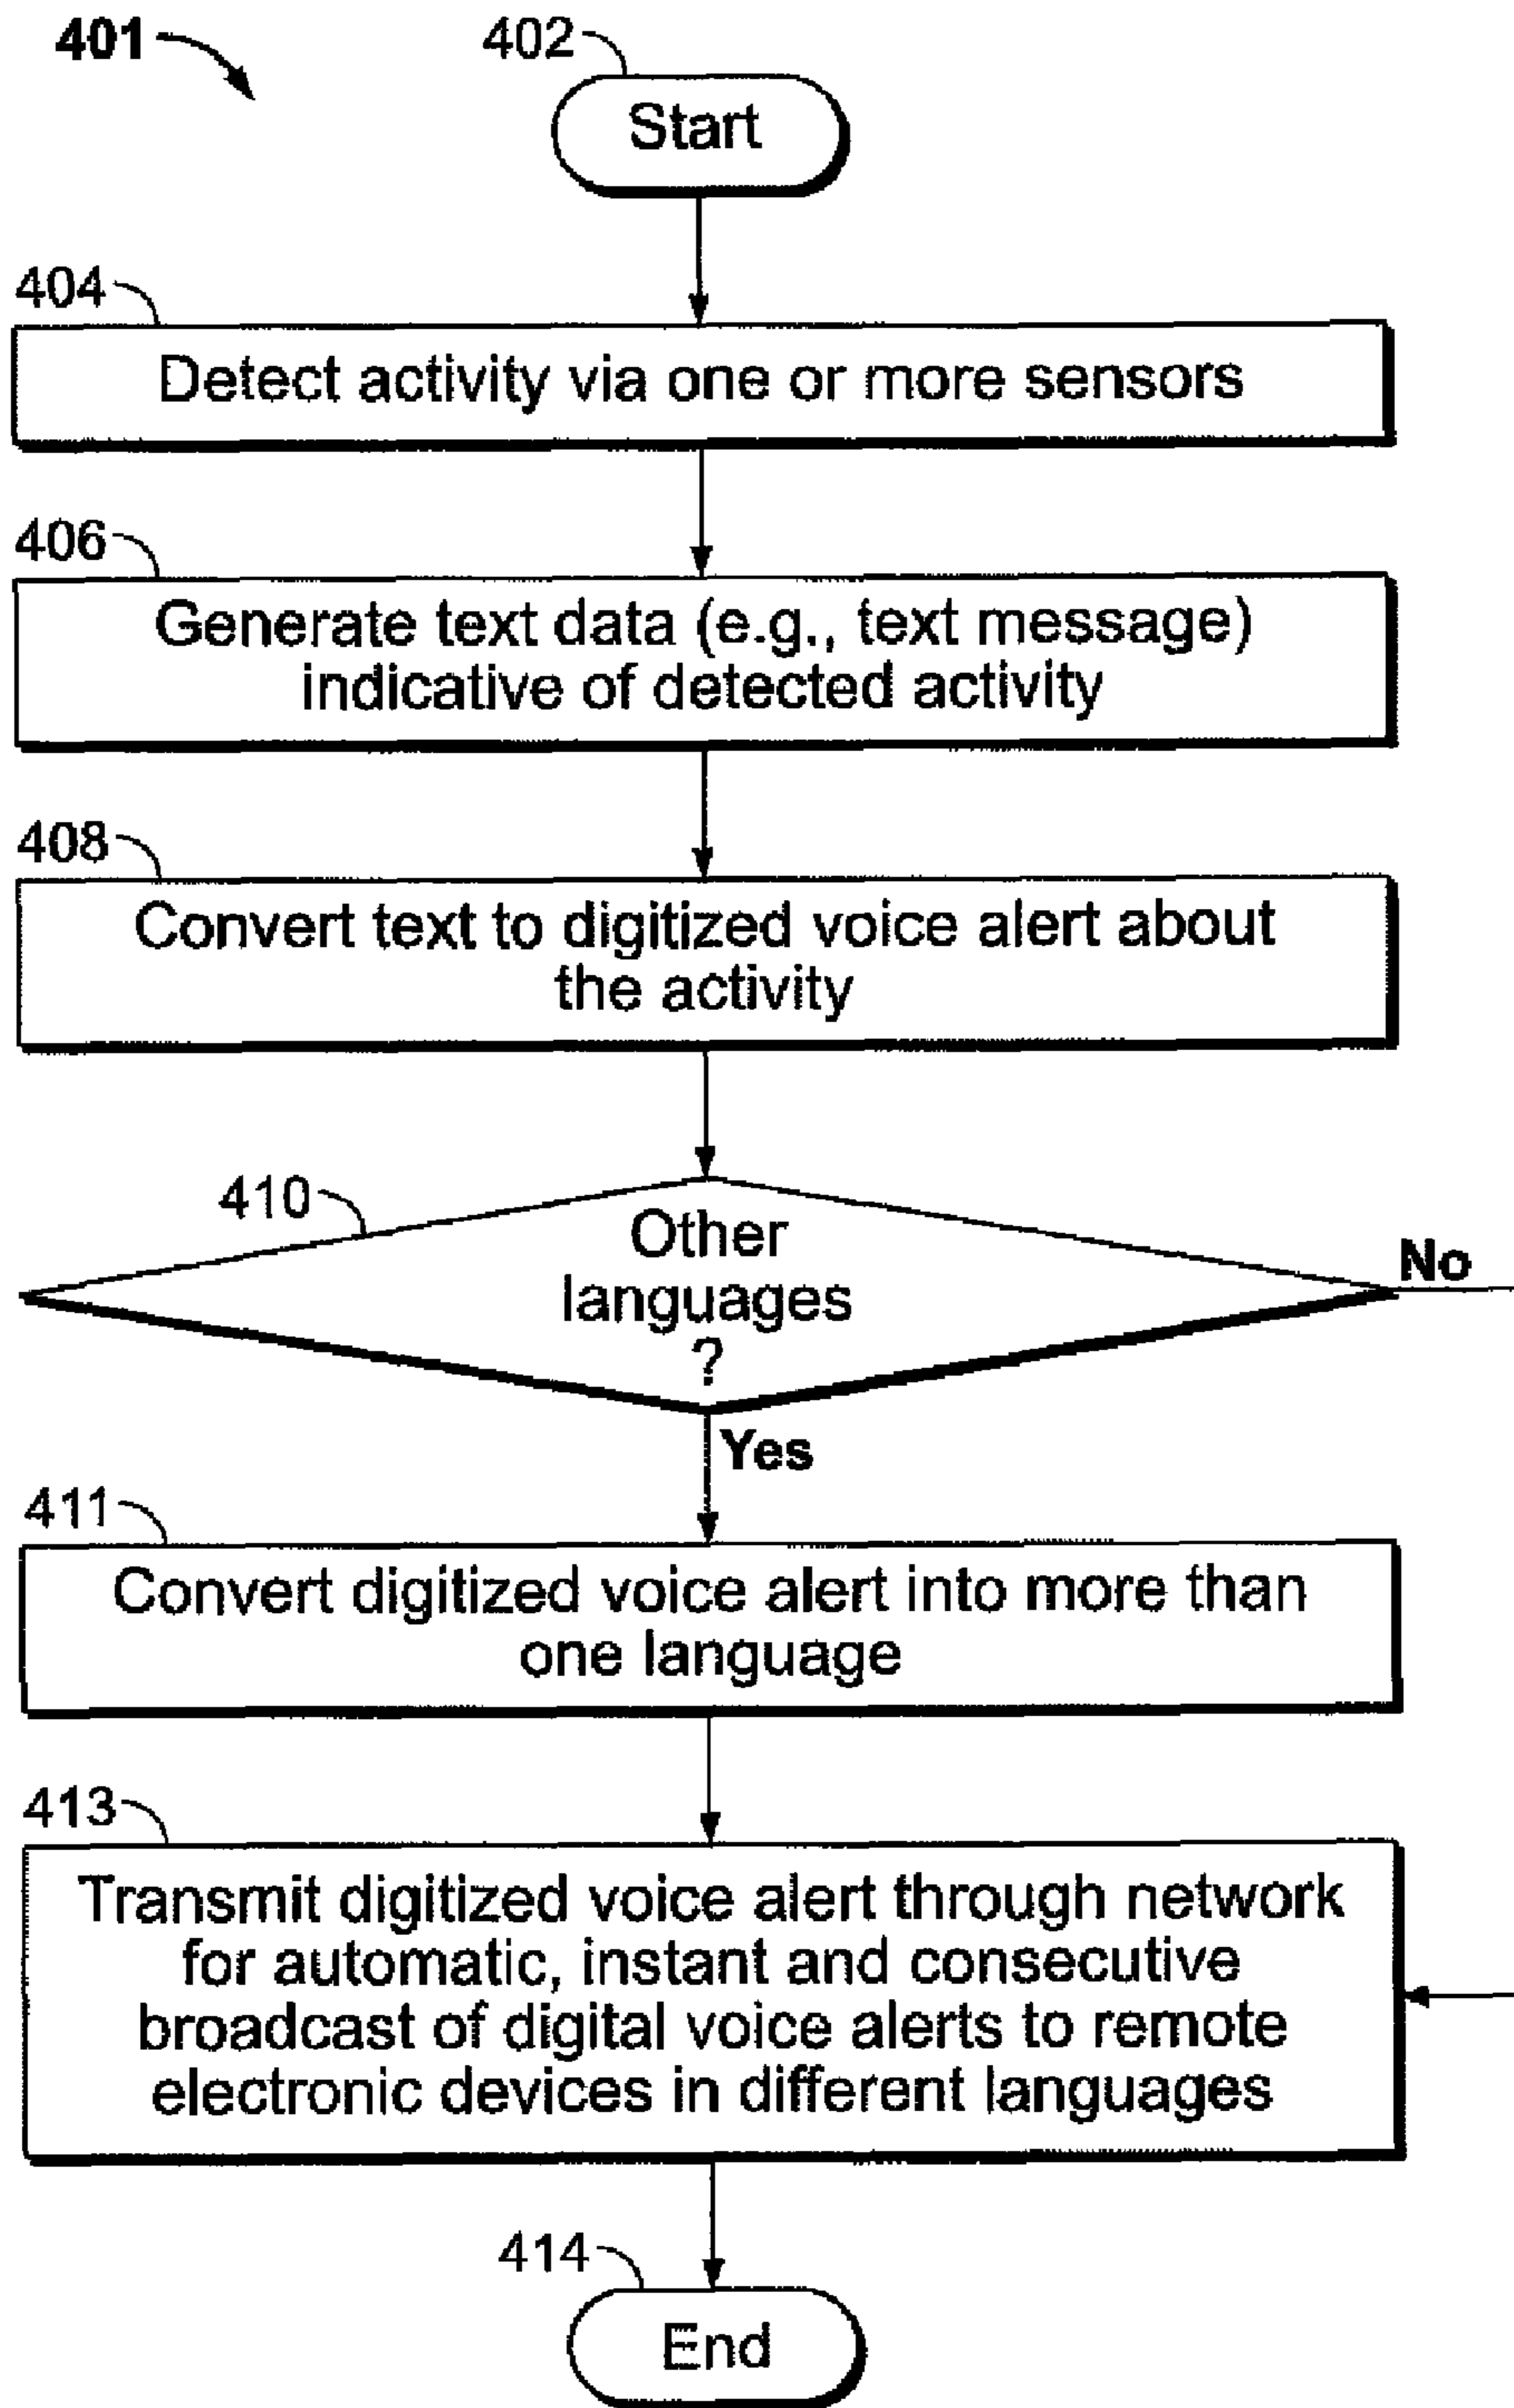 401
402
Start
404
Detect activity via one or more sensors
406
Generate text data (e.g., text message)
indicative of detected activity
408
Convert text to digitized voice alert about
the activity
410
Other
languages
?
No
Yes
411
Convert digitized voice alert into more than
one language
413
Transmit digitized voice alert through network
for automatic, instant and consecutive
broadcast of digital voice alerts to remote
electronic devices in different languages
414
End